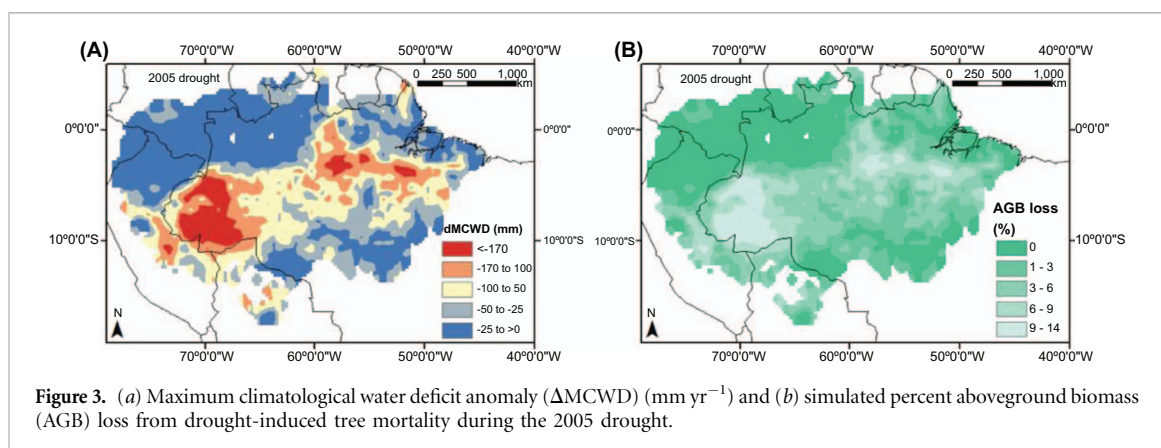 (A)
70°0'0"W 60°0'0"W 50°0'0"W 40°0'0"W
2005 drought
0 250 500 1,000
km
0°0'0"
10°0'0"S
dMCWD (mm)
<-170
-170 to 100
-100 to 50
-50 to -25
-25 to >0
N
70°0'0"W 60°0'0"W 50°0'0"W 40°0'0"W
(B)
70°0'0"W 60°0'0"W 50°0'0"W 40°0'0"W
2005 drought
0 250 500 1,000
km
0°0'0"
0°0'0"
10°0'0"S
10°0'0"S
AGB loss
(%)
0
1 - 3
3 - 6
6 - 9
9 - 14
N
70°0'0"W 60°0'0"W 50°0'0"W 40°0'0"W
Figure 3. (a) Maximum climatological water deficit anomaly (ΔMCWD) (mm yr⁻¹) and (b) simulated percent aboveground biomass
(AGB) loss from drought-induced tree mortality during the 2005 drought.